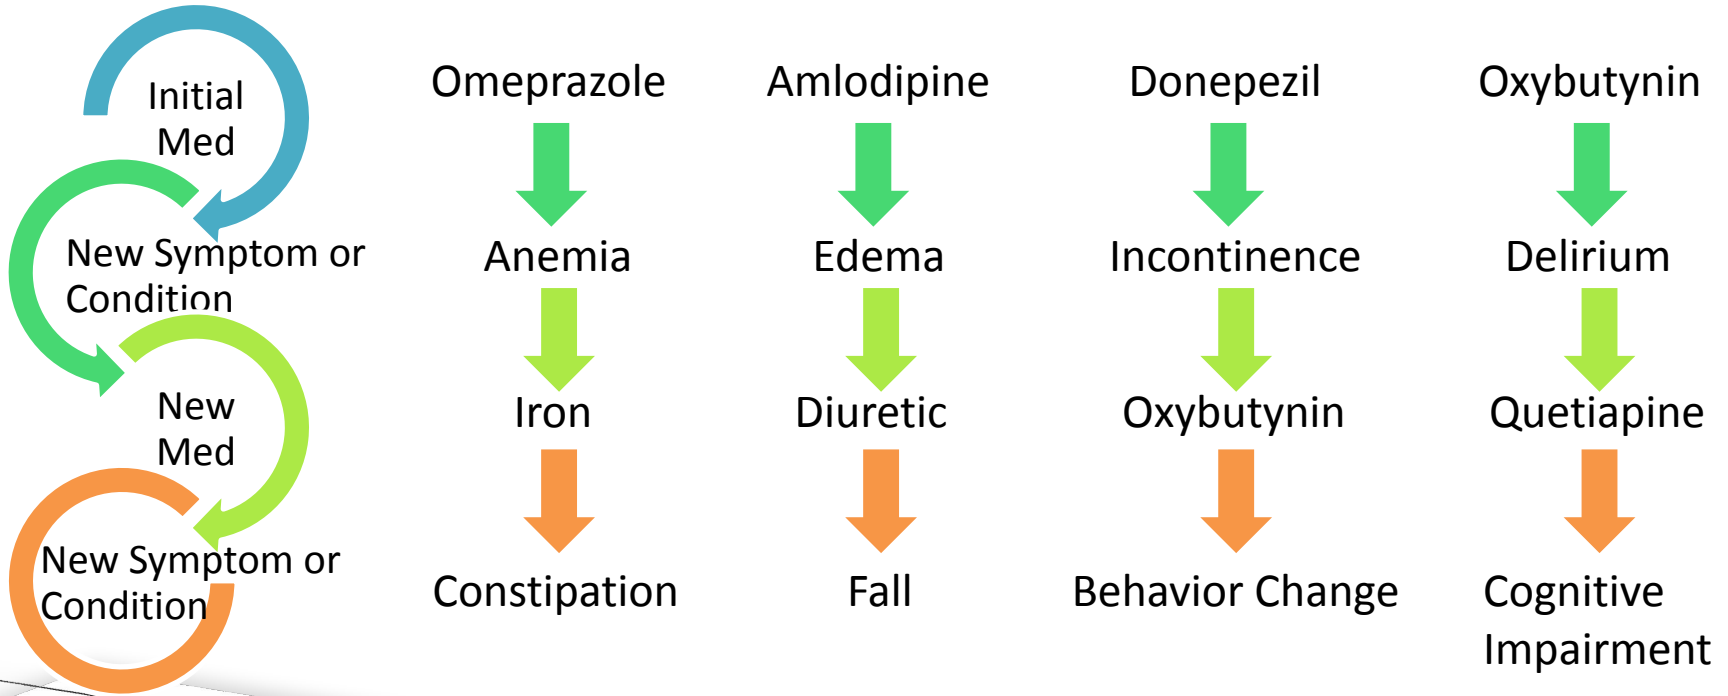 Initial
Med
Omeprazole
Amlodipine
Donepezil
Oxybutynin
New Symptom or
Condition
Anemia
Edema
Incontinence
Delirium
New
Med
Iron
Diuretic
Oxybutynin
Quetiapine
New Symptom or
Condition
Constipation
Fall
Behavior Change
Cognitive
Impairment